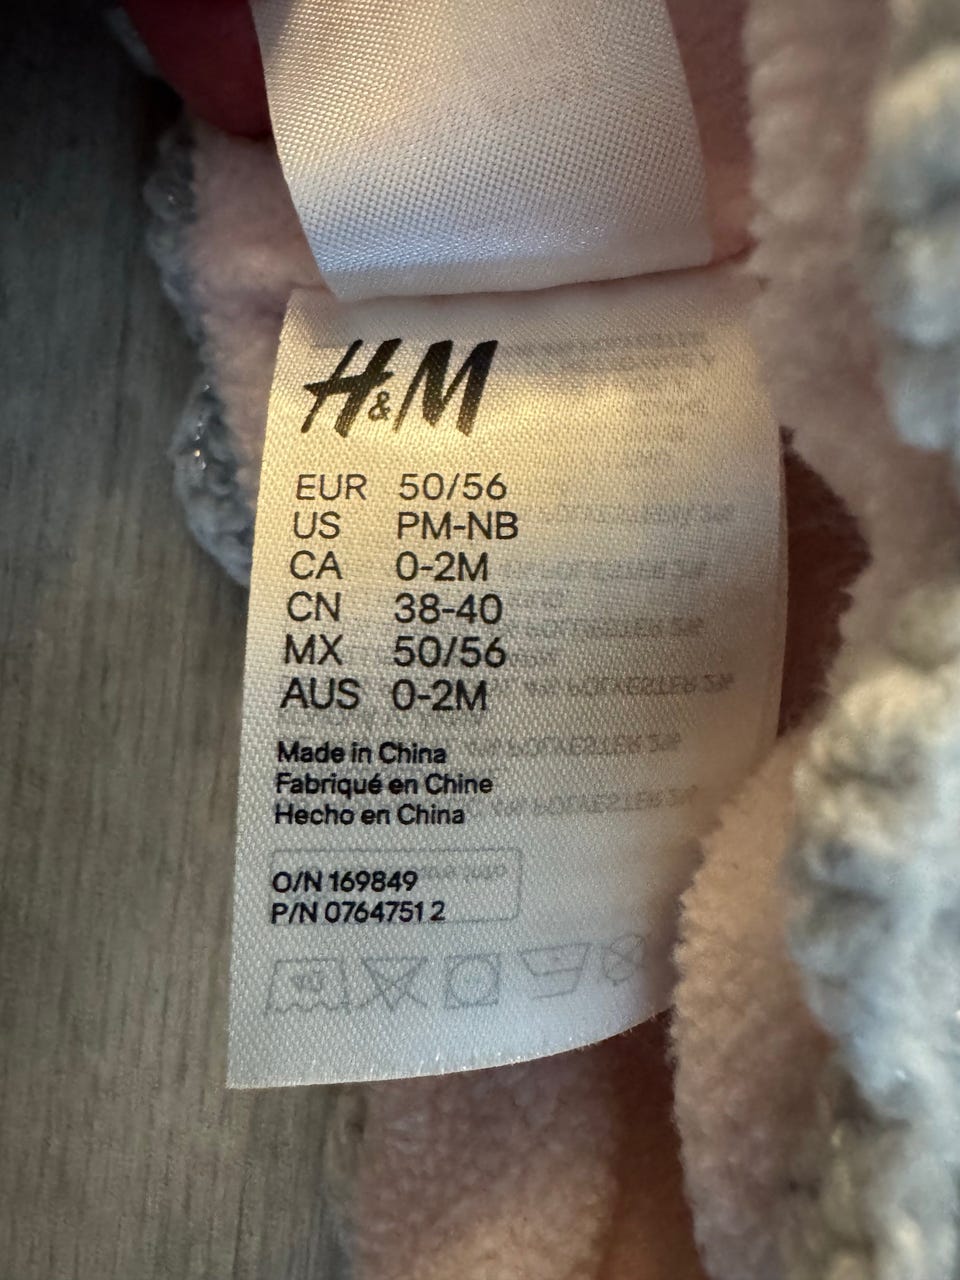 H&M
EUR 50/56
US PM-NB
CA 0-2M
CN 38-40
MX 50/56
AUS 0-2M
Made in China
Fabriqué en Chine
Hecho en China
O/N 169849
P/N 0764751 2